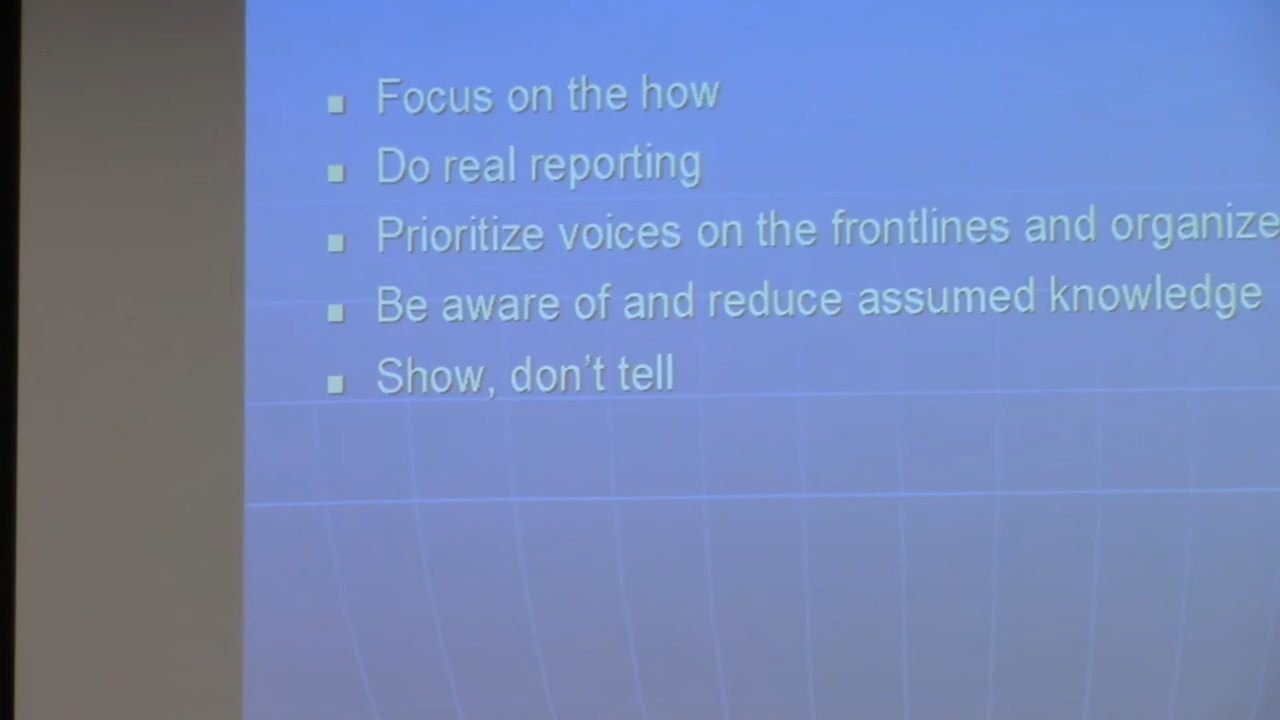 Focus on the how
Do real reporting
Prioritize voices on the frontlines and organize
Be aware of and reduce assumed knowledge
Show, don't tell